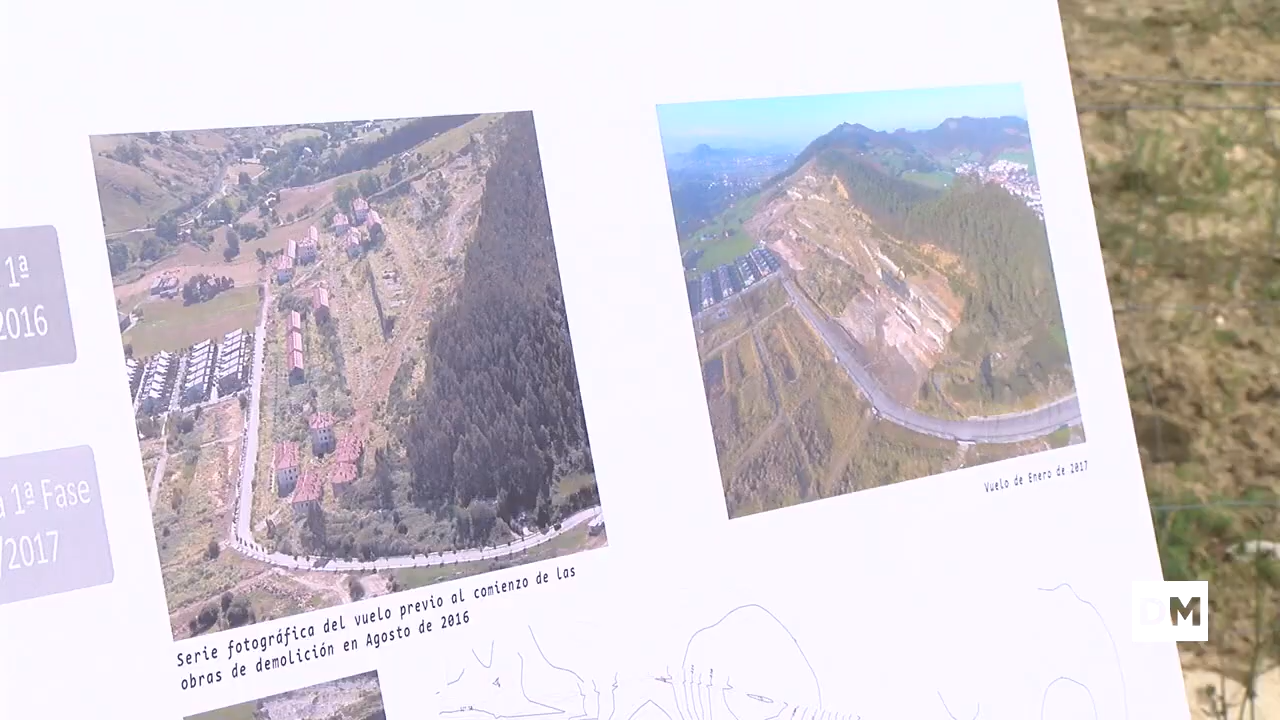 1ª
2016
a 1ª Fase
/2017
Serie fotográfica del vuelo previo al comienzo de las
obras de demolición en Agosto de 2016
Vuelo de Enero de 2017
DM